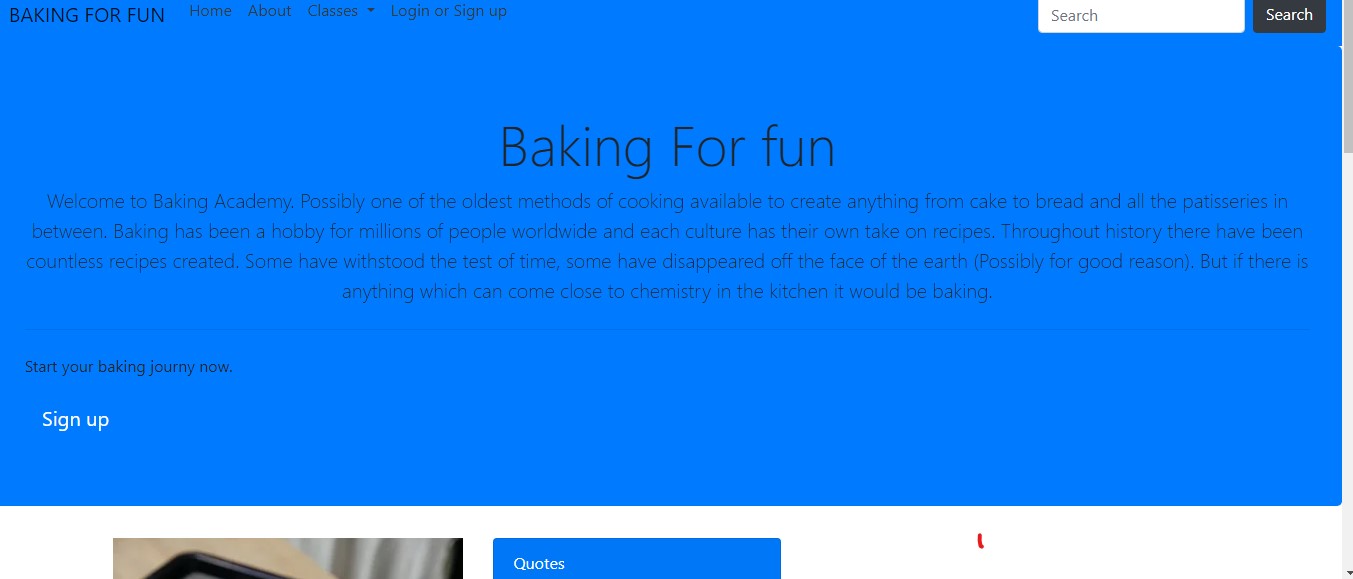 BAKING FOR FUN Home About Classes Login or Sign up Search Search
Baking For fun
Welcome to Baking Academy. Possibly one of the oldest methods of cooking available to create anything from cake to bread and all the patisseries in
between. Baking has been a hobby for millions of people worldwide and each culture has their own take on recipes. Throughout history there have been
countless recipes created. Some have withstood the test of time, some have disappeared off the face of the earth (Possibly for good reason). But if there is
anything which can come close to chemistry in the kitchen it would be baking.
Start your baking journy now.
Sign up
Quotes